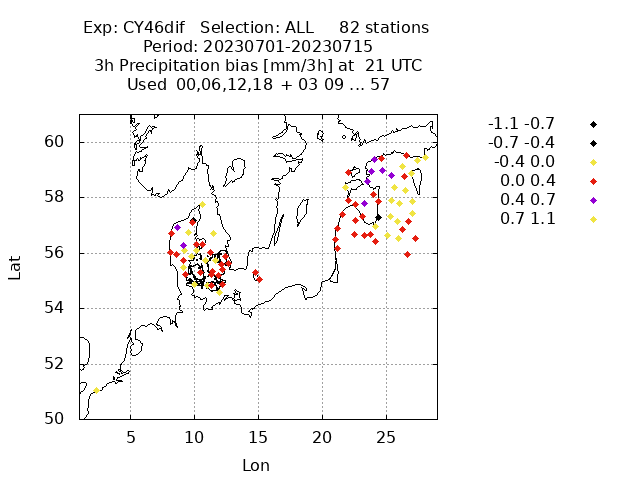 Exp: CY46dif   Selection: ALL     82 stations
Period: 20230701-20230715
3h Precipitation bias [mm/3h] at  21 UTC
Used  00,06,12,18  + 03 09 ... 57
-1.1 -0.7
-0.7 -0.4
-0.4 0.0
0.0 0.4
0.4 0.7
0.7 1.1
60
58
56
54
52
50
Lat
5 10 15 20 25
Lon